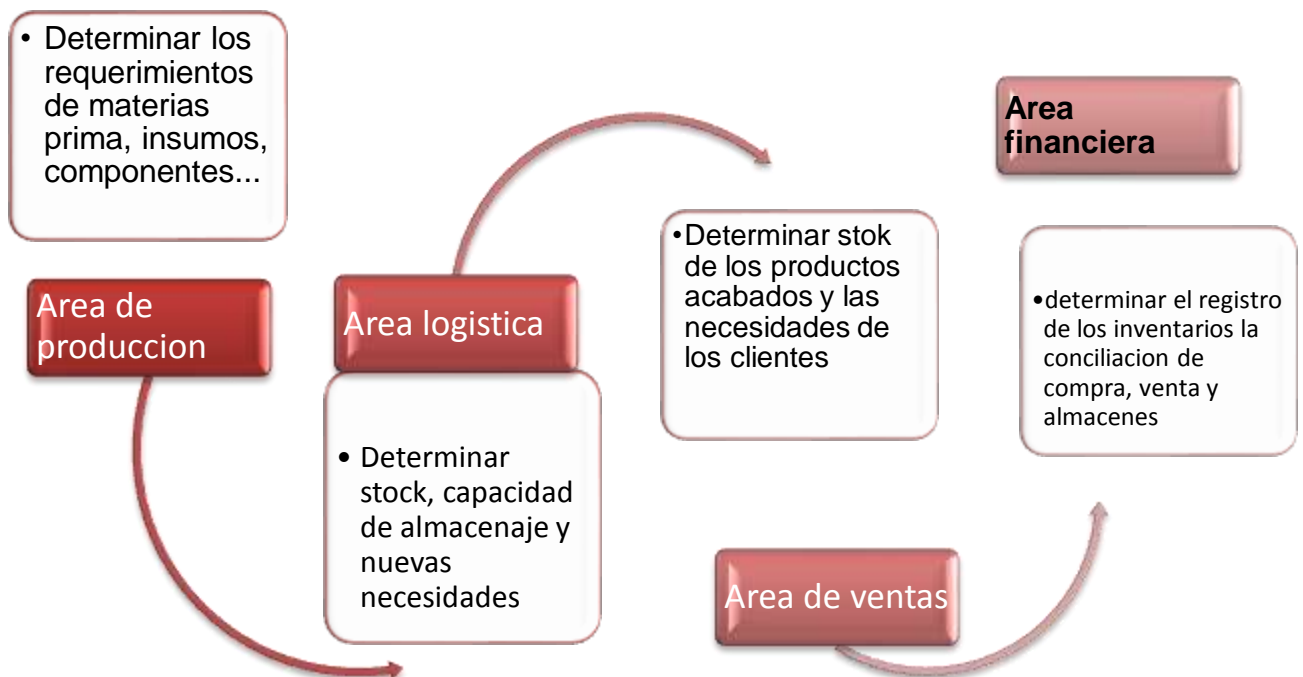 • Determinar los
requerimientos
de materias
prima, insumos,
componentes...
Area de
produccion
Area logistica
• Determinar
stock, capacidad
de almacenaje y
nuevas
necesidades
•Determinar stok
de los productos
acabados y las
necesidades de
los clientes
Area de ventas
Area
financiera
•determinar el registro
de los inventarios la
conciliacion de
compra, venta y
almacenes